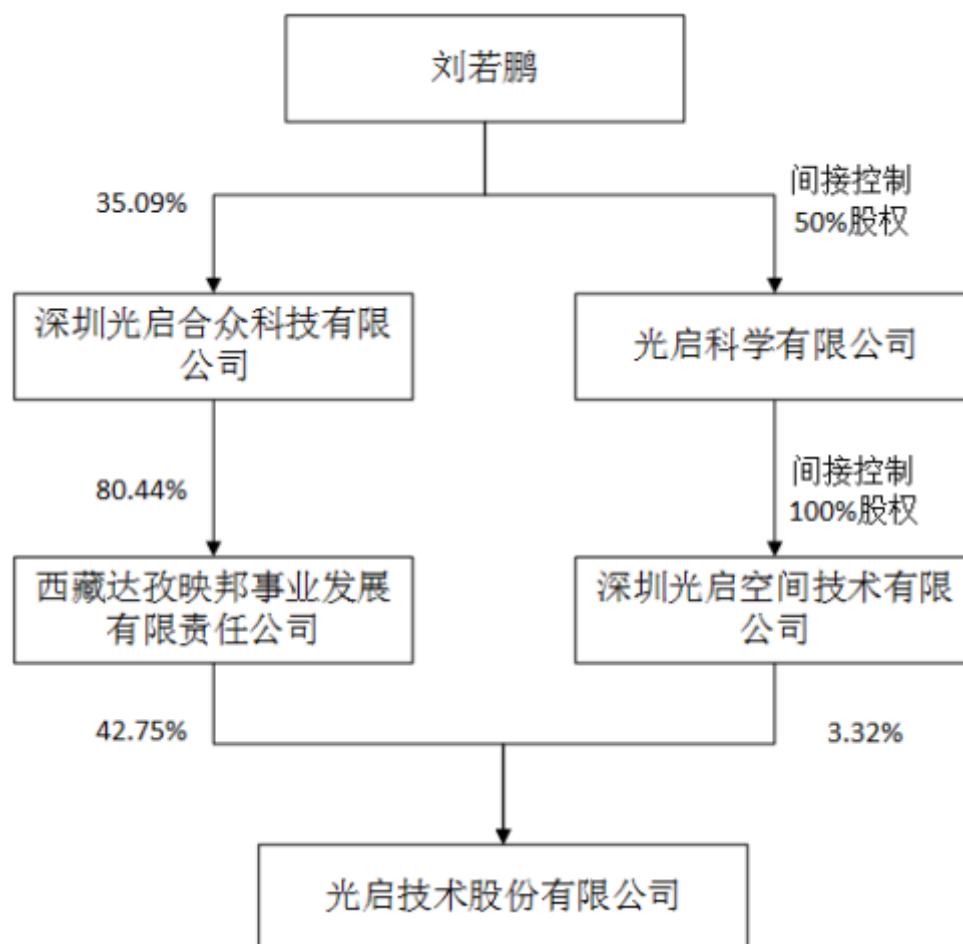 刘若鹏
35.09%
间接控制
50%股权
深圳光启合众科技有限
公司
光启科学有限公司
80.44%
间接控制
100%股权
西藏达孜映邦事业发展
有限责任公司
深圳光启空间技术有限
公司
42.75%
3.32%
光启技术股份有限公司